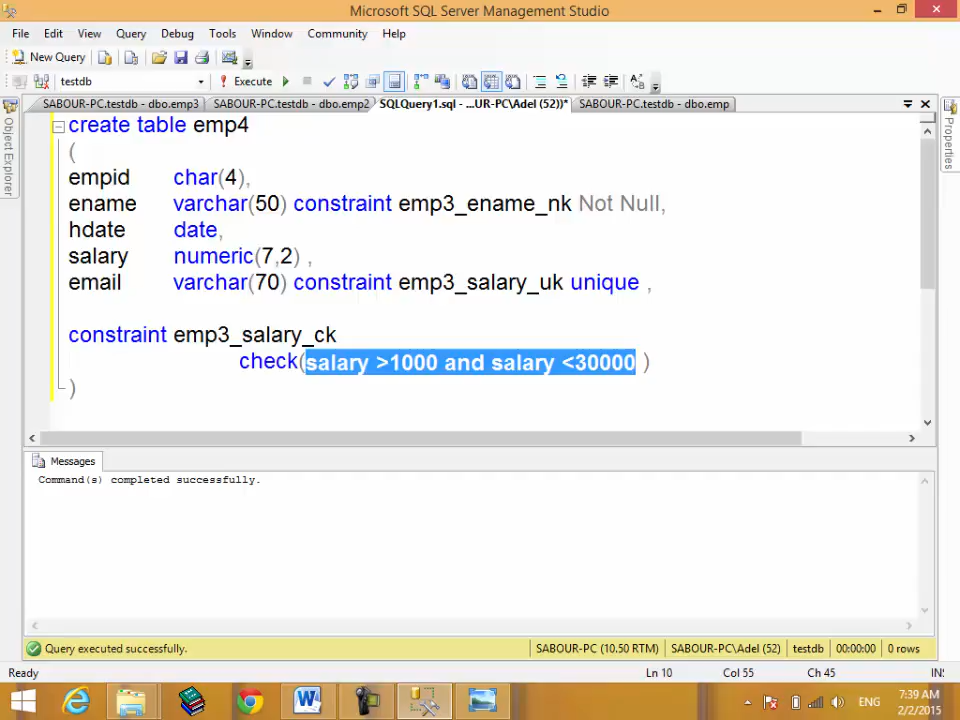 Microsoft SQL Server Management Studio
File Edit View Query Debug Tools Window Community Help
New Query
testdb Execute
SABOUR-PC.testdb - dbo.emp3 SABOUR-PC.testdb - dbo.emp2 SQLQuery1.sql - ...UR-PC\Adel (52))* SABOUR-PC.testdb - dbo.emp
Object Explorer
Properties
create table emp4
(
empid char(4),
ename varchar(50) constraint emp3_ename_nk Not Null,
hdate date,
salary numeric(7,2) ,
email varchar(70) constraint emp3_salary_uk unique ,
constraint emp3_salary_ck
check(salary >1000 and salary <30000 )
)
Messages
Command(s) completed successfully.
Query executed successfully. SABOUR-PC (10.50 RTM) SABOUR-PC\Adel (52) testdb 00:00:00 0 rows
Ready Ln 10 Col 55 Ch 45 INS
ENG 7:39 AM
2/2/2015